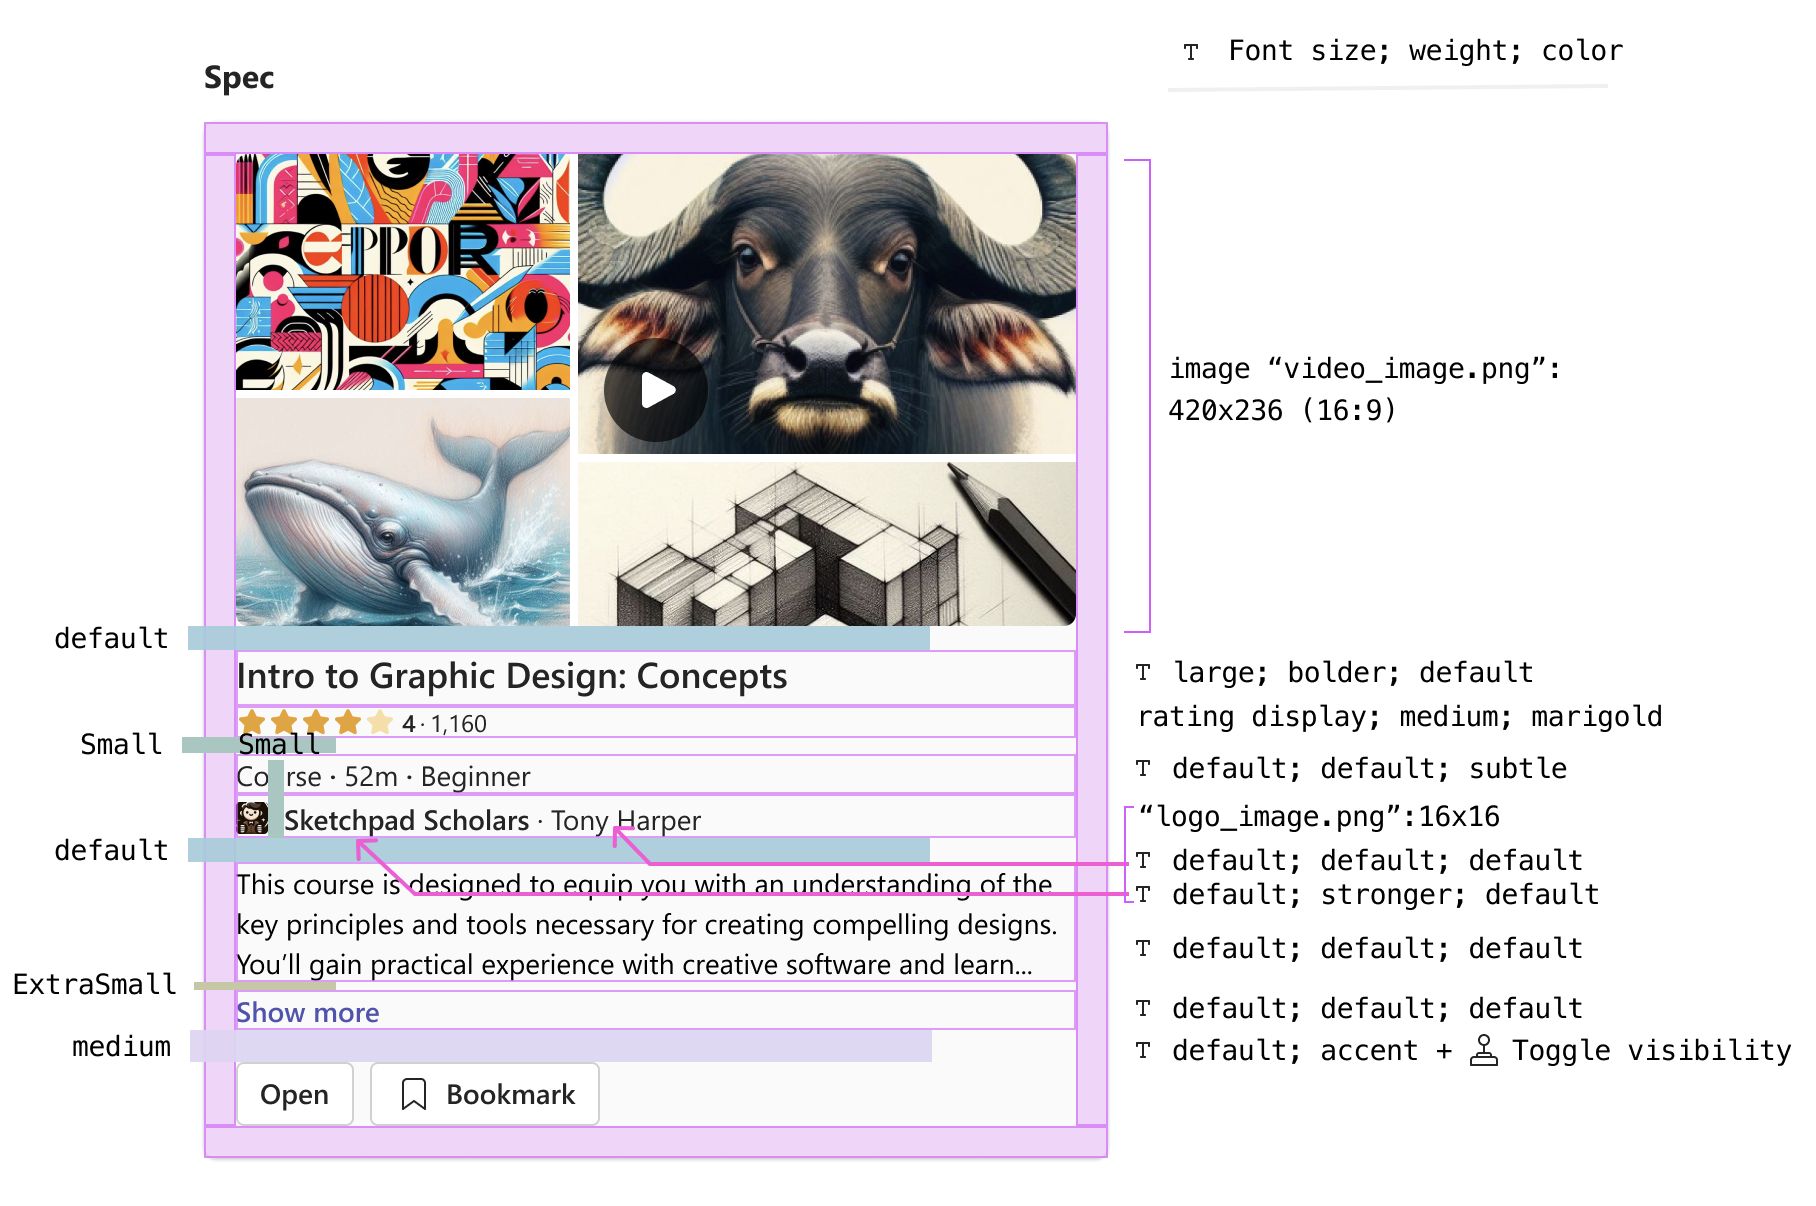 Spec
T Font size; weight; color
EPPOR
image “video_image.png”:
420x236 (16:9)
default
Intro to Graphic Design: Concepts
T large; bolder; default
4 · 1,160
rating display; medium; marigold
Small
Small
Course · 52m · Beginner
T default; default; subtle
Sketchpad Scholars · Tony Harper
“logo_image.png”:16x16
T default; default; default
T default; stronger; default
default
This course is designed to equip you with an understanding of the
key principles and tools necessary for creating compelling designs.
You’ll gain practical experience with creative software and learn...
T default; default; default
ExtraSmall
Show more
T default; default; default
medium
T default; accent + Toggle visibility
Open
Bookmark